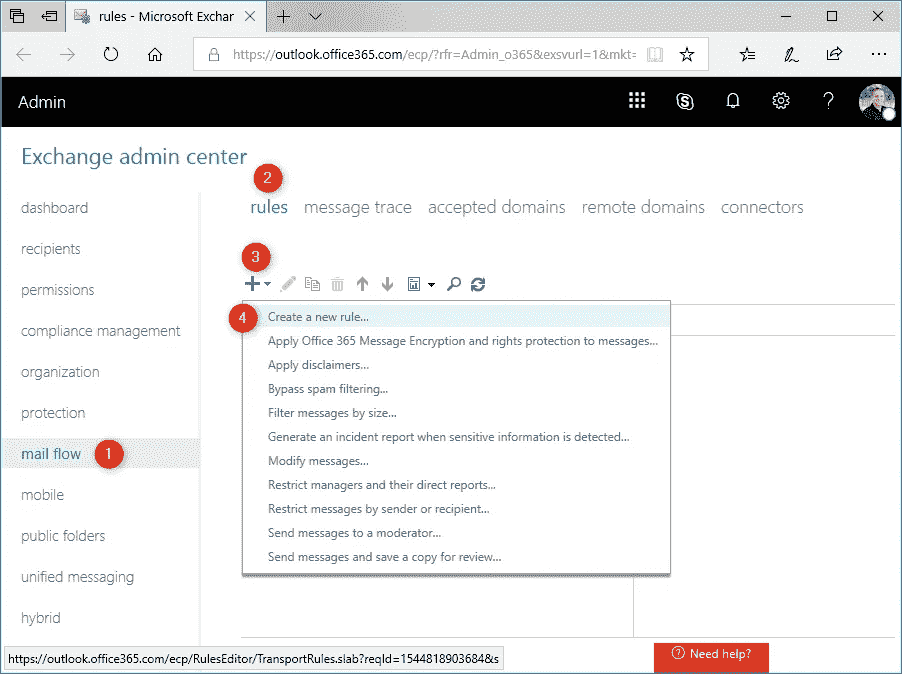 rules - Microsoft Exchar
https://outlook.office365.com/ecp/?rfr=Admin_o365&exsvurl=1&mkt=
Admin
Exchange admin center
2
rules message trace accepted domains remote domains connectors
dashboard
recipients
permissions
compliance management
organization
protection
mail flow 1
mobile
public folders
unified messaging
hybrid
3
4 Create a new rule...
Apply Office 365 Message Encryption and rights protection to messages...
Apply disclaimers...
Bypass spam filtering...
Filter messages by size...
Generate an incident report when sensitive information is detected...
Modify messages...
Restrict managers and their direct reports...
Restrict messages by sender or recipient...
Send messages to a moderator...
Send messages and save a copy for review...
https://outlook.office365.com/ecp/RulesEditor/TransportRules.slab?reqId=1544818903684&s
Need help?